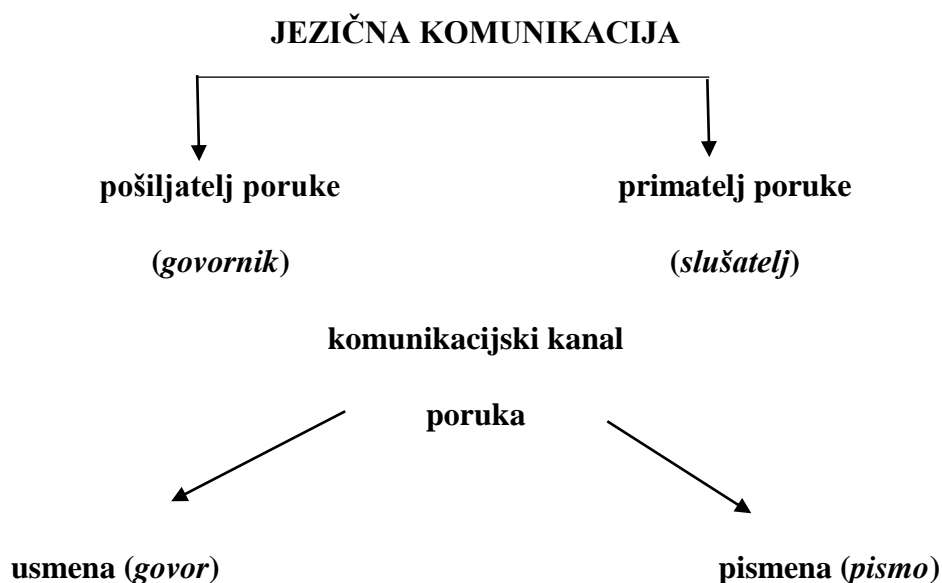 JEZIČNA KOMUNIKACIJA
pošiljatelj poruke primatelj poruke
(govornik) (slušatelj)
komunikacijski kanal
poruka
usmena (govor) pismena (pismo)